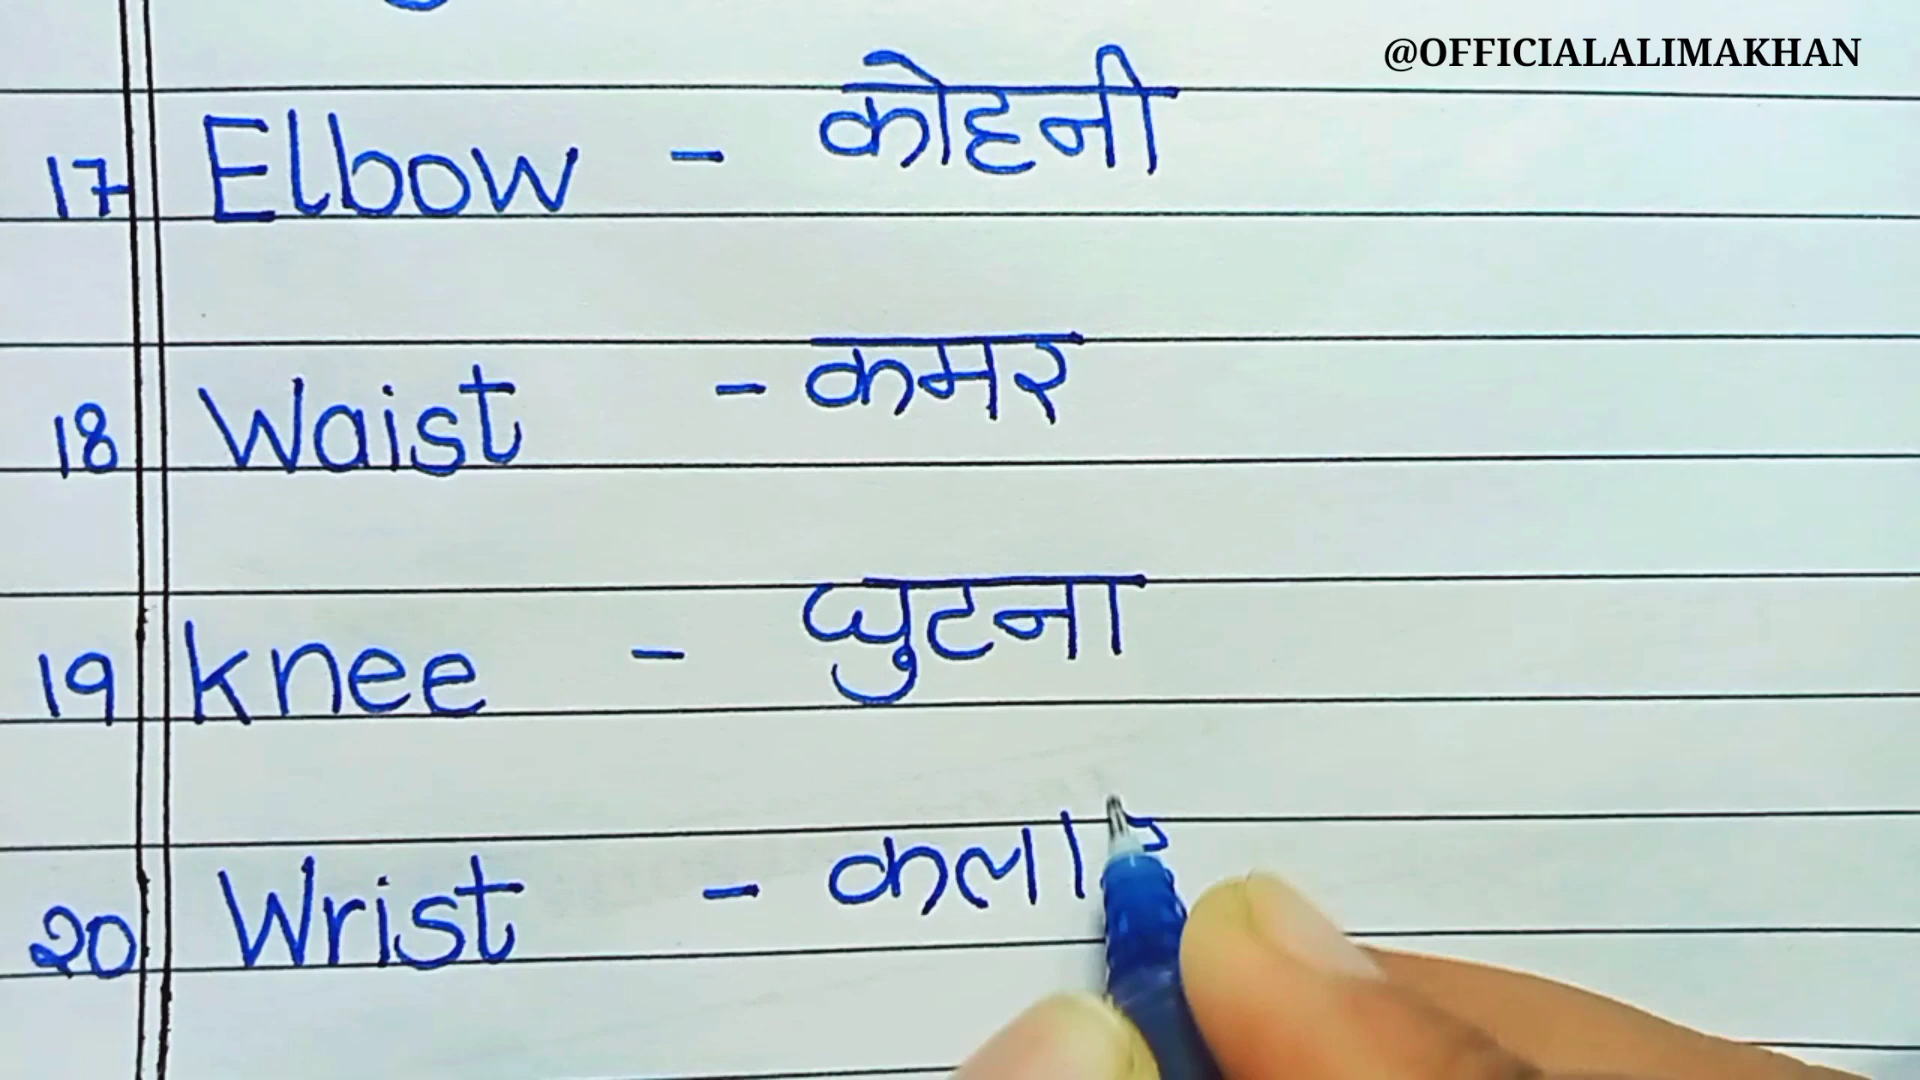 @OFFICIALALIMAKHAN
17 Elbow - कोहनी
18 Waist - कमर
19 knee - घुटना
20 Wrist - कला